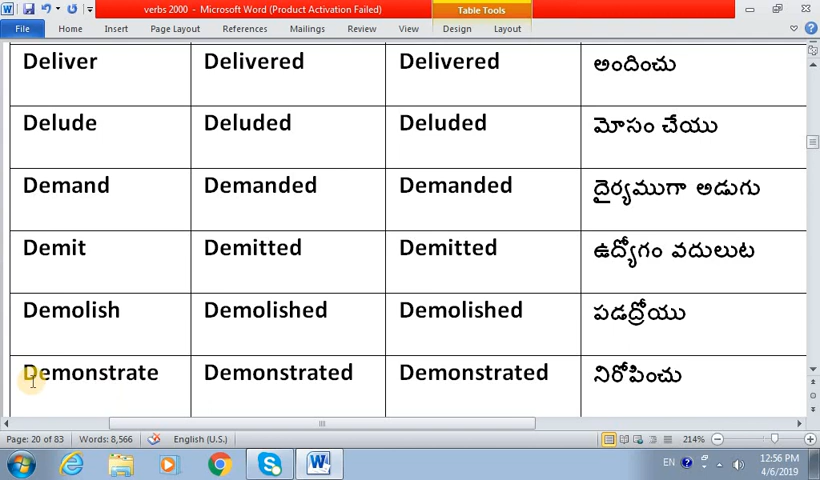 verbs 2000 - Microsoft Word (Product Activation Failed)
Table Tools
File Home Insert Page Layout References Mailings Review View Design Layout
Deliver Delivered Delivered అందించు
Delude Deluded Deluded మోసం చేయు
Demand Demanded Demanded దైర్యముగా అడుగు
Demit Demitted Demitted ఉద్యోగం వదులుట
Demolish Demolished Demolished పడద్రోయు
Demonstrate Demonstrated Demonstrated నిరోపించు
Page: 20 of 83 Words: 8,566 English (U.S.) 214%
EN 12:56 PM
4/6/2019